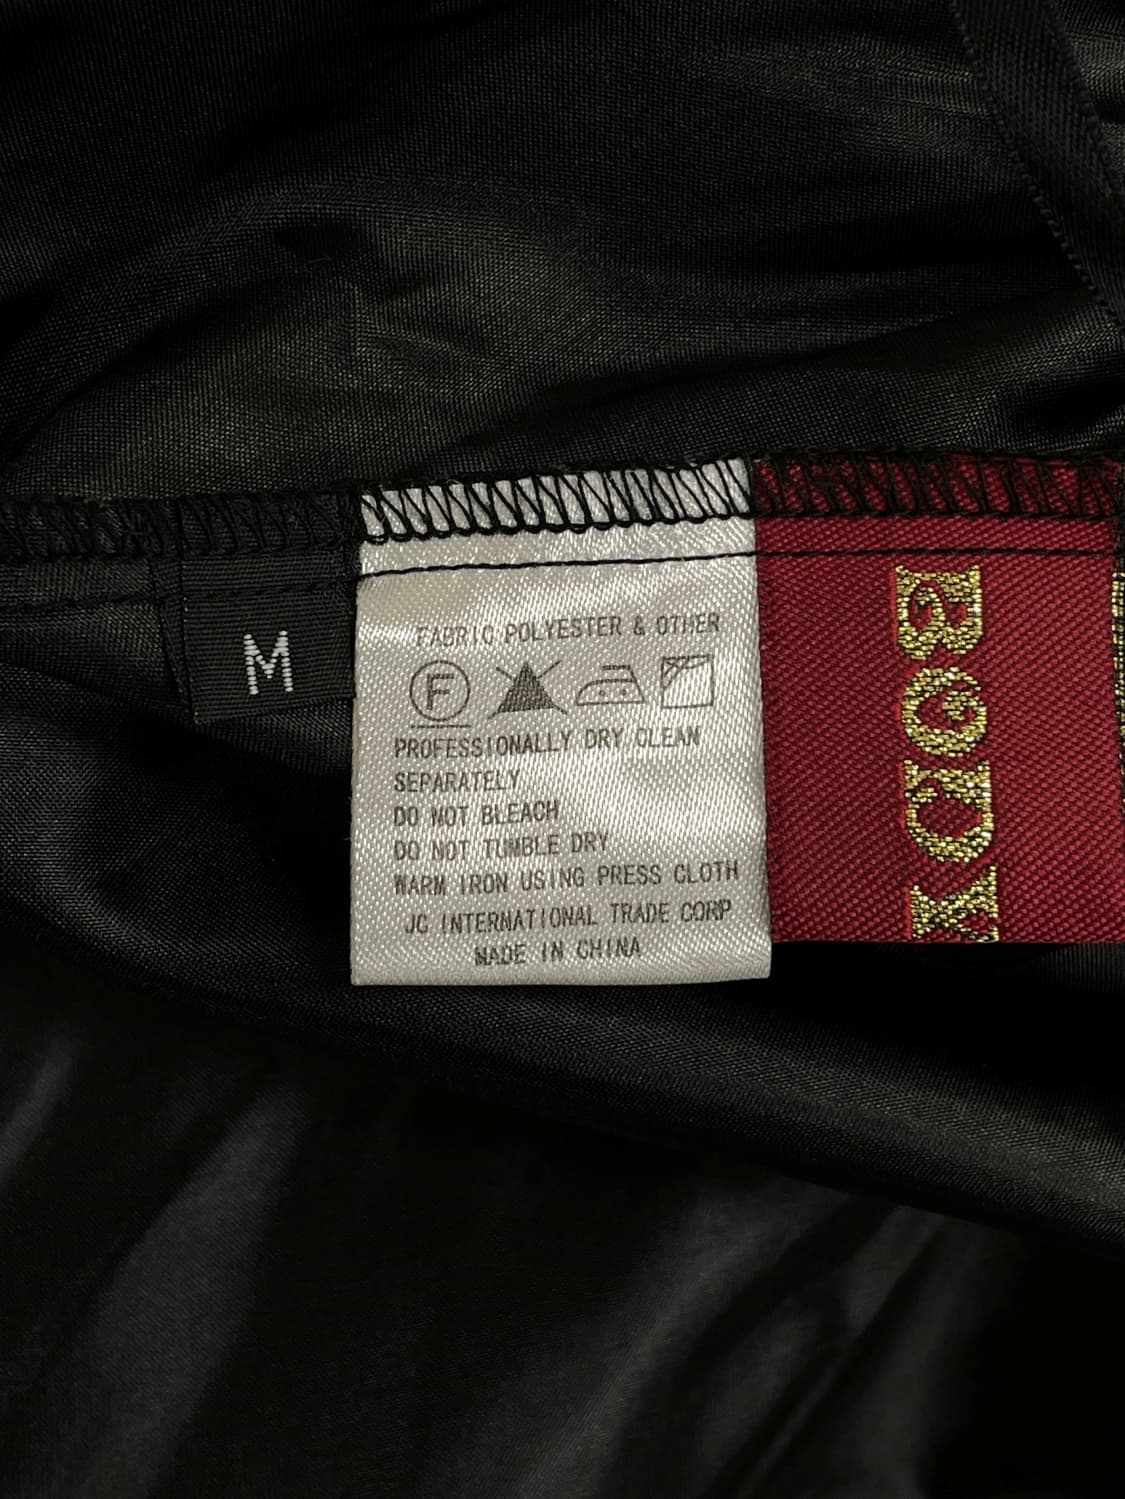 M
FABRIC POLYESTER & OTHER
F
PROFESSIONALLY DRY CLEAN
SEPARATELY
DO NOT BLEACH
DO NOT TUMBLE DRY
WARM IRON USING PRESS CLOTH
JC INTERNATIONAL TRADE CORP
MADE IN CHINA
BODY